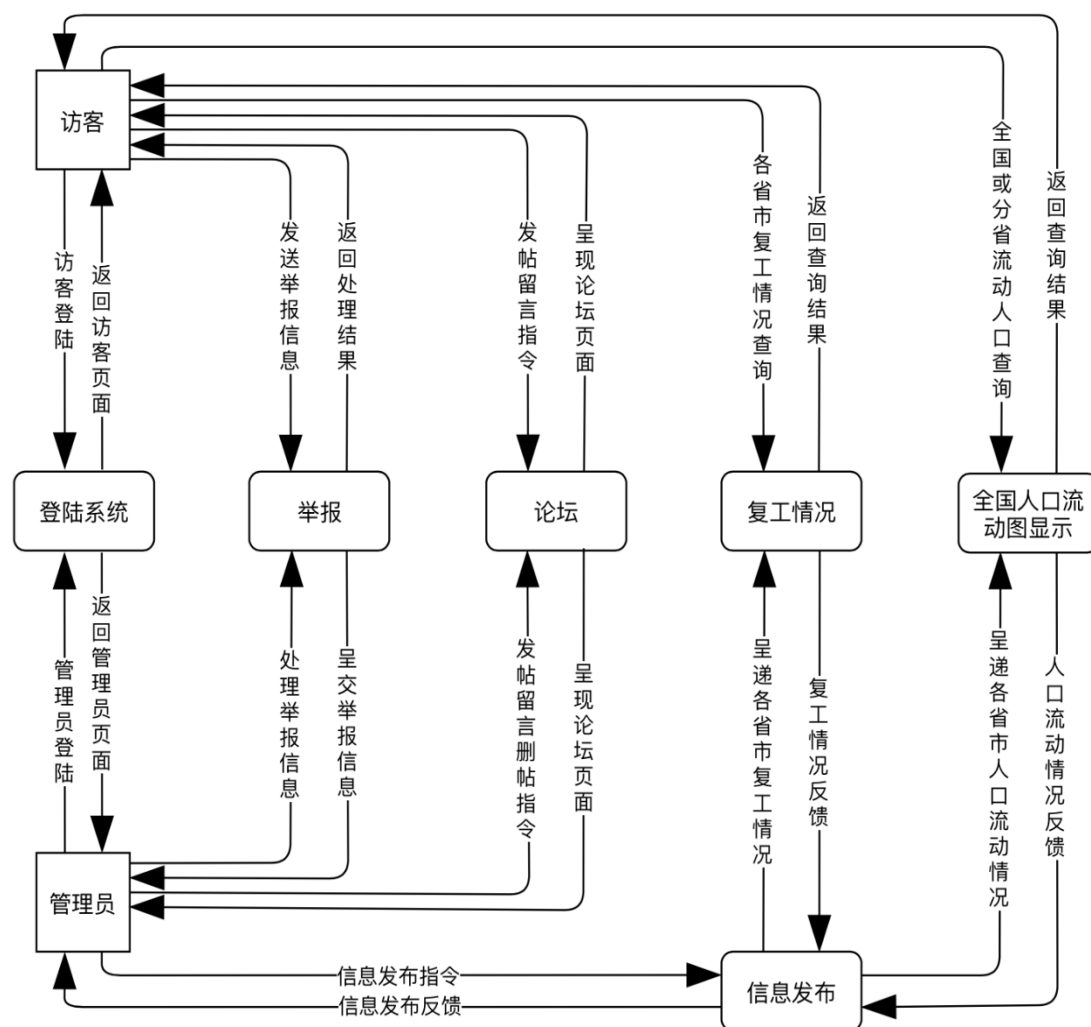 访客
访客登陆
返回访客页面
发送举报信息
返回处理结果
发帖留言指令
呈现论坛页面
各省市复工情况查询
返回查询结果
全国或分省流动人口查询
返回查询结果
登陆系统
举报
论坛
复工情况
全国人口流
动图显示
管理员登陆
返回管理员页面
处理举报信息
呈交举报信息
发帖留言删帖指令
呈现论坛页面
呈递各省市复工情况
复工情况反馈
呈递各省市人口流动情况
人口流动情况反馈
管理员
信息发布指令
信息发布反馈
信息发布